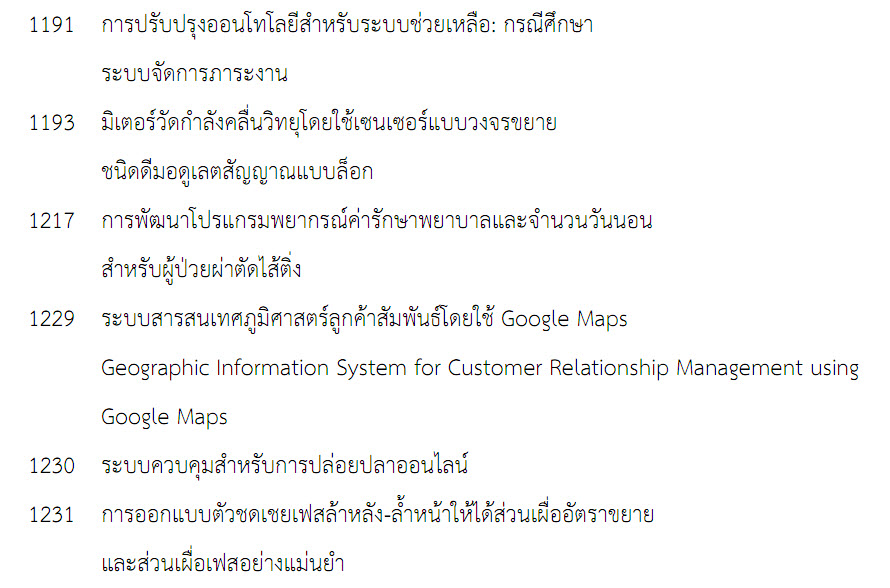 1191 การปรับปรุงออนโทโลยีสำหรับระบบช่วยเหลือ: กรณีศึกษา
ระบบจัดการภาระงาน
1193 มิเตอร์วัดกำลังคลื่นวิทยุโดยใช้เซนเซอร์แบบวงจรขยาย
ชนิดดีมอดูเลตสัญญาณแบบล็อก
1217 การพัฒนาโปรแกรมพยากรณ์ค่ารักษาพยาบาลและจำนวนวันนอน
สำหรับผู้ป่วยผ่าตัดไส้ติ่ง
1229 ระบบสารสนเทศภูมิศาสตร์ลูกค้าสัมพันธ์โดยใช้ Google Maps
Geographic Information System for Customer Relationship Management using
Google Maps
1230 ระบบควบคุมสำหรับการปล่อยปลาออนไลน์
1231 การออกแบบตัวชดเชยเฟสล้าหลัง-ล้ำหน้าให้ได้ส่วนเผื่ออัตราขยาย
และส่วนเผื่อเฟสอย่างแม่นยำ